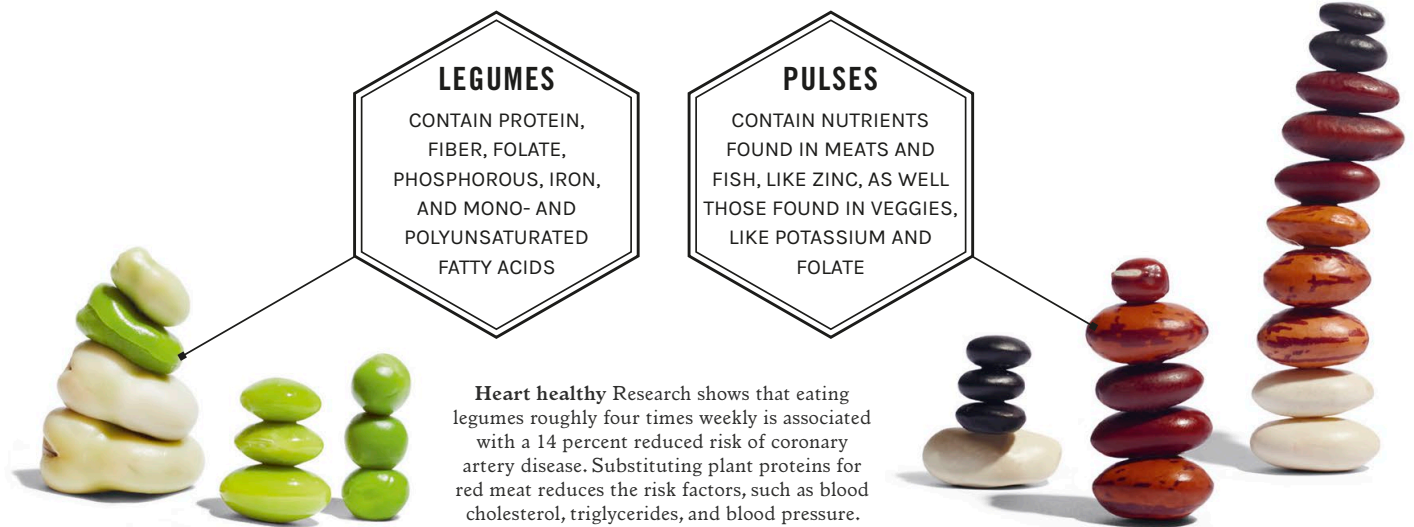 LEGUMES
CONTAIN PROTEIN,
FIBER, FOLATE,
PHOSPHOROUS, IRON,
AND MONO- AND
POLYUNSATURATED
FATTY ACIDS
PULSES
CONTAIN NUTRIENTS
FOUND IN MEATS AND
FISH, LIKE ZINC, AS WELL
THOSE FOUND IN VEGGIES,
LIKE POTASSIUM AND
FOLATE
Heart healthy Research shows that eating
legumes roughly four times weekly is associated
with a 14 percent reduced risk of coronary
artery disease. Substituting plant proteins for
red meat reduces the risk factors, such as blood
cholesterol, triglycerides, and blood pressure.